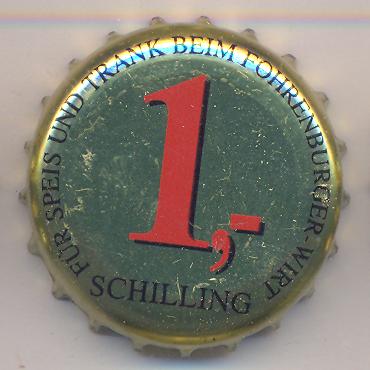 FÜR SPEIS UND TRANK BEIM FOHRENBURGER-WIRT
1,-
SCHILLING